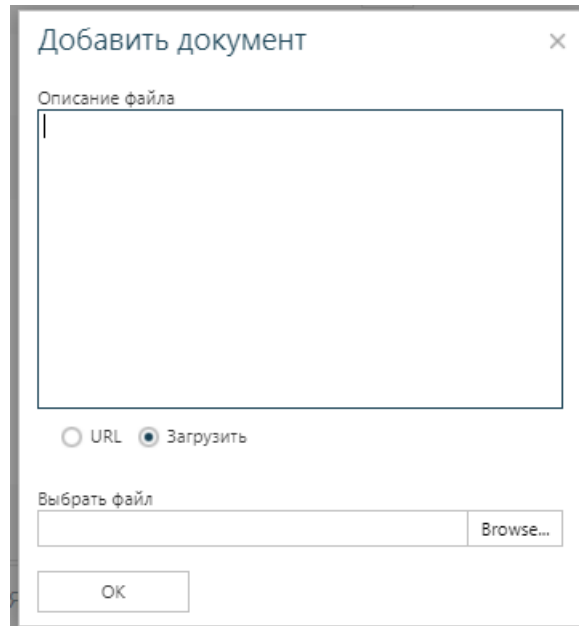 Добавить документ
Описание файла
URL Загрузить
Выбрать файл
Browse...
OK